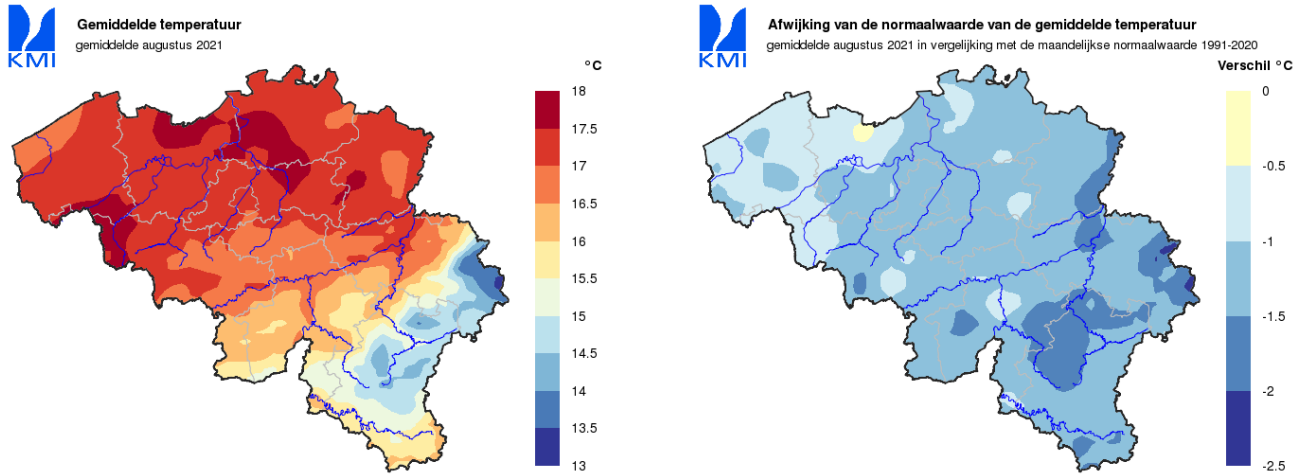 Gemiddelde temperatuur
gemiddelde augustus 2021
KMI
°C
18
17.5
17
16.5
16
15.5
15
14.5
14
13.5
13
Afwijking van de normaalwaarde van de gemiddelde temperatuur
gemiddelde augustus 2021 in vergelijking met de maandelijkse normaalwaarde 1991-2020
KMI
Verschil °C
0
-0.5
-1
-1.5
-2
-2.5